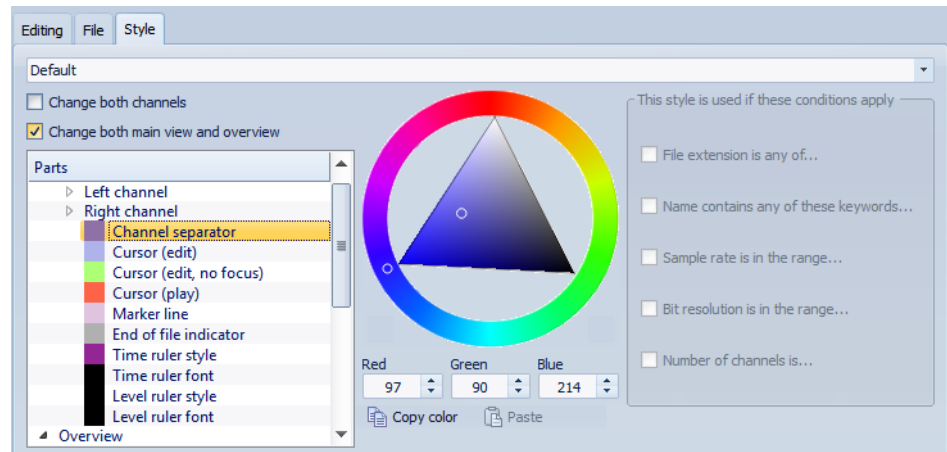 Editing File Style
Default
Change both channels
Change both main view and overview
Parts
Left channel
Right channel
Channel separator
Cursor (edit)
Cursor (edit, no focus)
Cursor (play)
Marker line
End of file indicator
Time ruler style
Time ruler font
Level ruler style
Level ruler font
Overview
Red Green Blue
97 90 214
Copy color Paste
This style is used if these conditions apply
File extension is any of...
Name contains any of these keywords...
Sample rate is in the range...
Bit resolution is in the range...
Number of channels is...